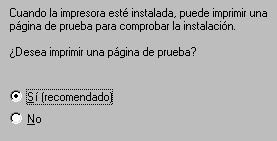 Cuando la impresora esté instalada, puede imprimir una
página de prueba para comprobar la instalación.
¿Desea imprimir una página de prueba?
Sí (recomendado)
No